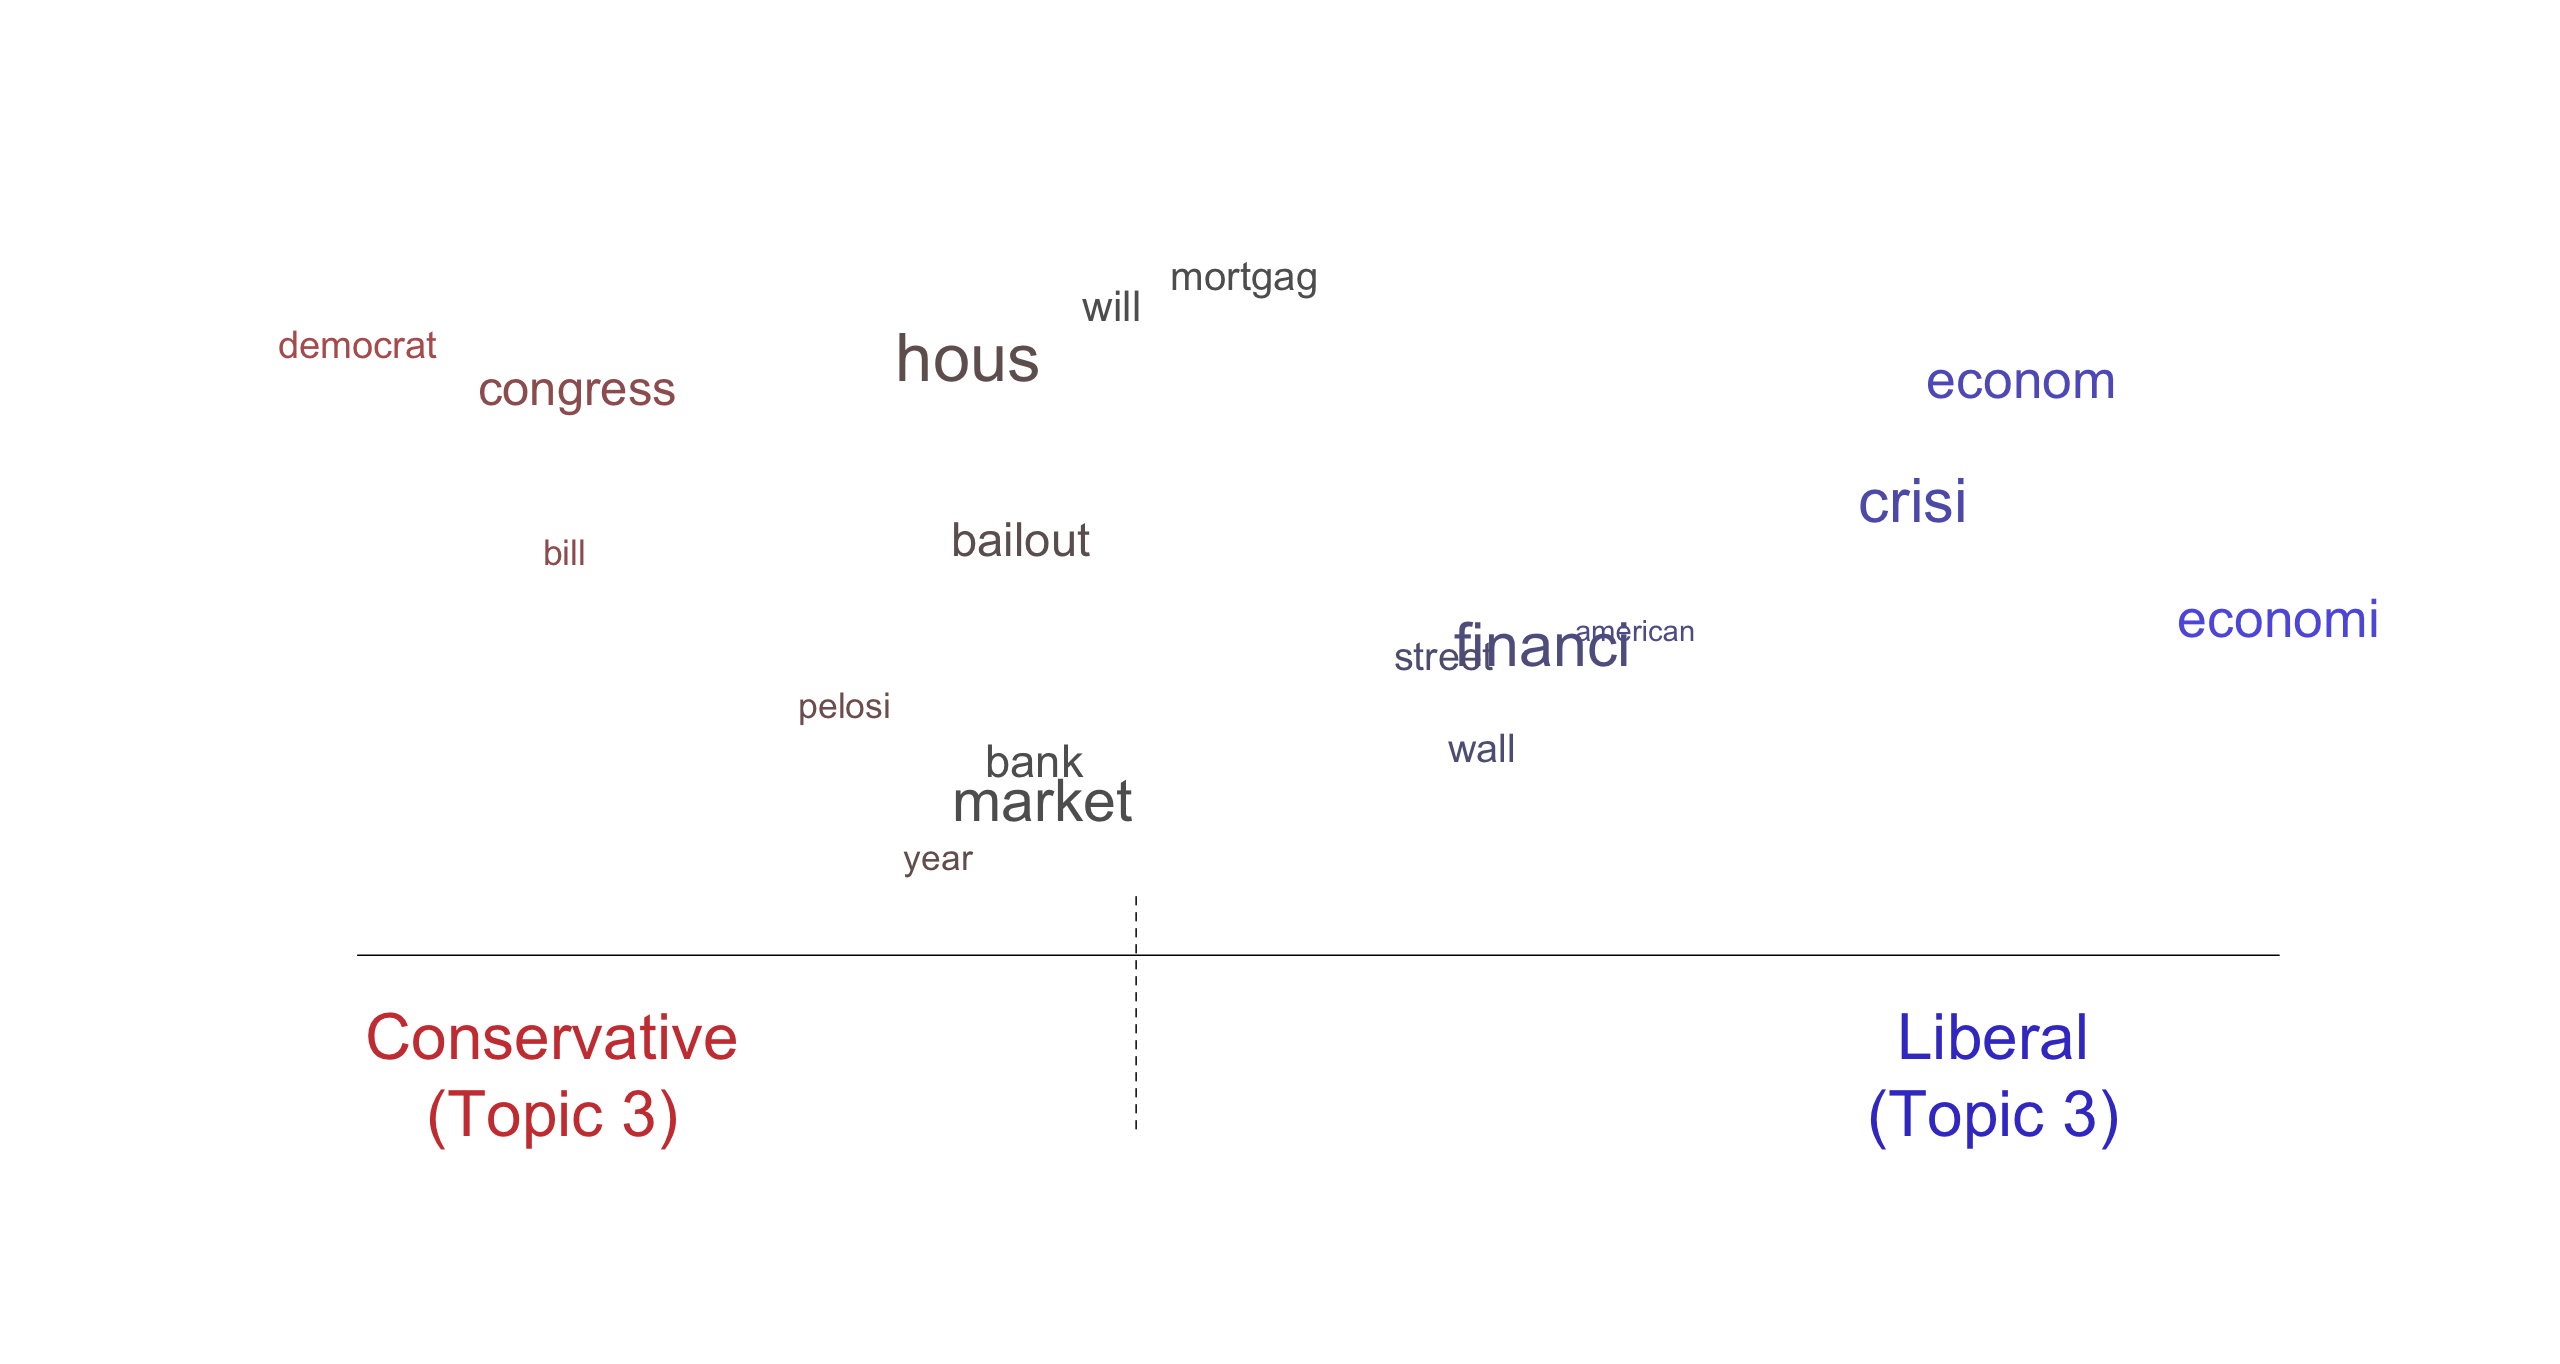 mortgag
will
democrat
hous
congress
econom
crisi
bailout
bill
economi
american
financi
street
pelosi
wall
bank
market
year
Conservative
(Topic 3)
Liberal
(Topic 3)